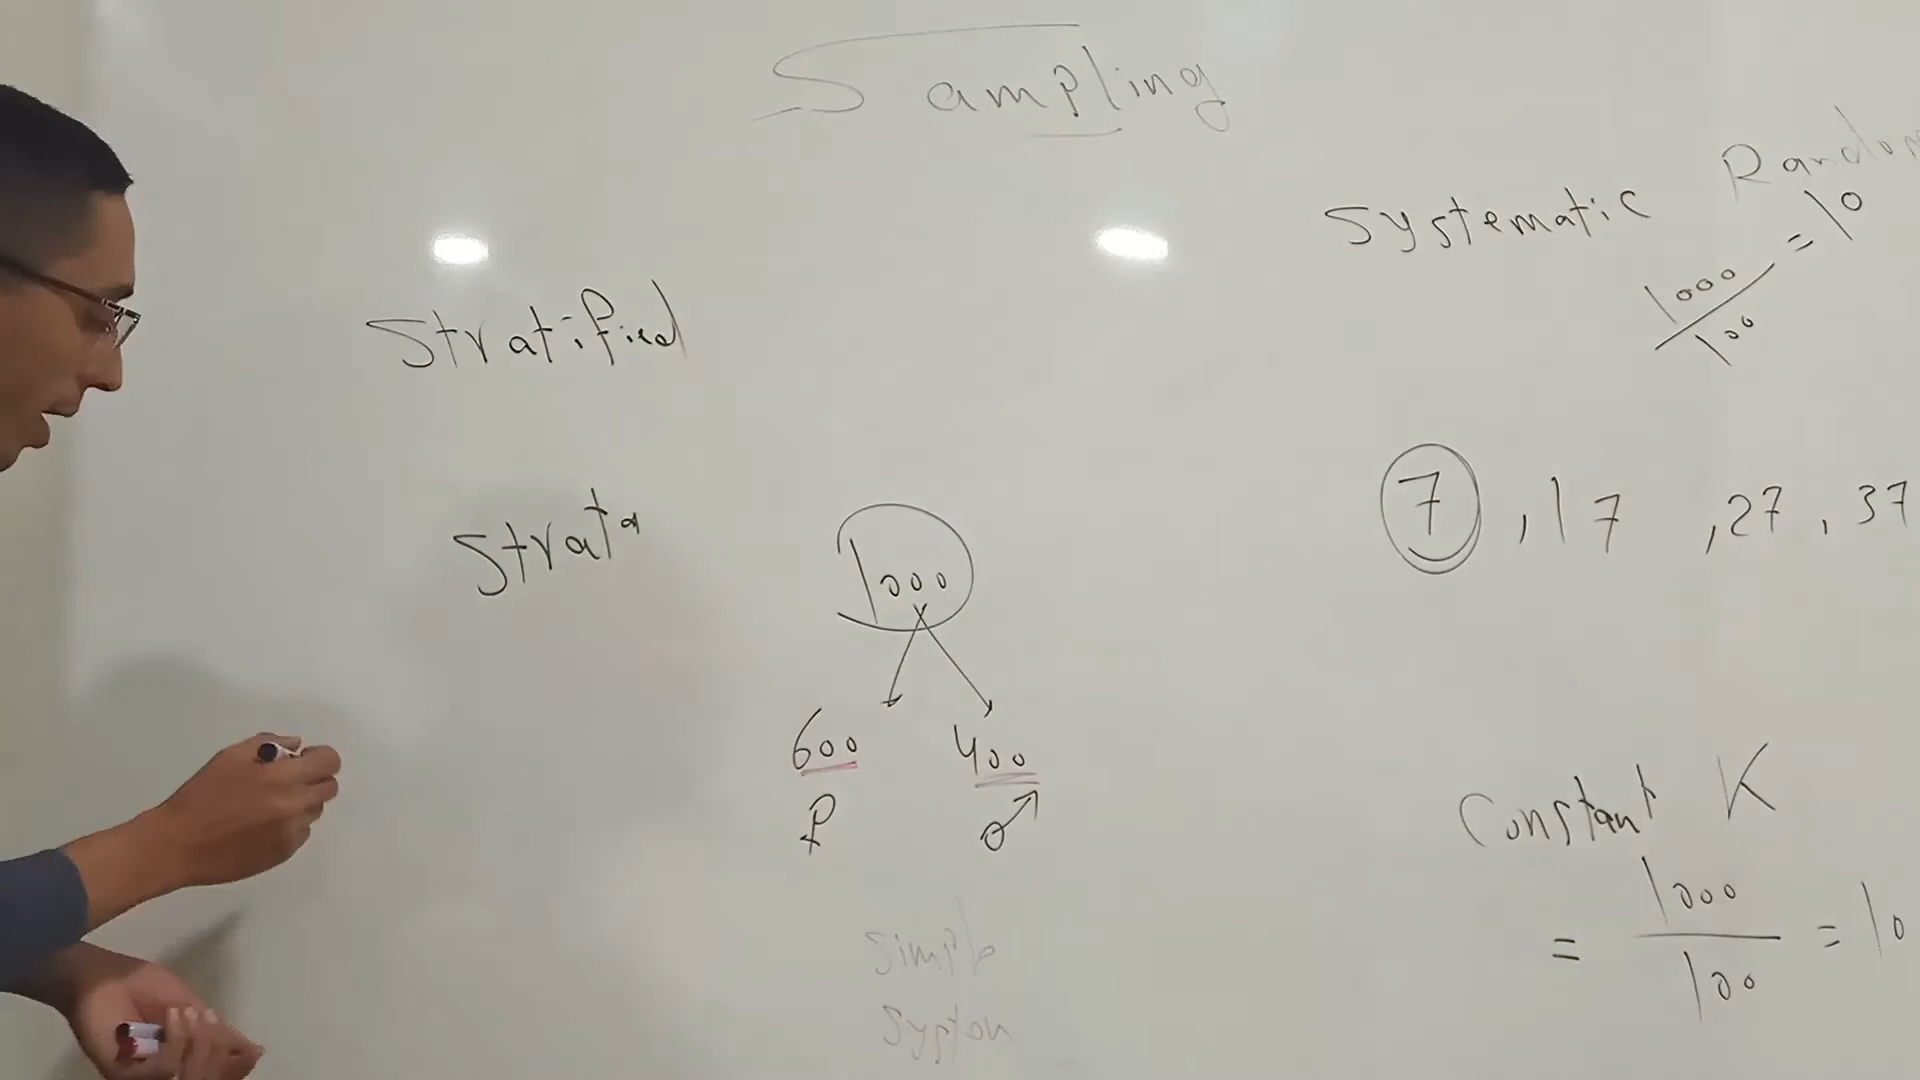 Sampling
Random
Systematic
1000
/
100
= 10
Stratified
Strata
1000
7, 17, 27, 37
600
400
♀
♂
Constant K
= 1000/100 = 10
Simple